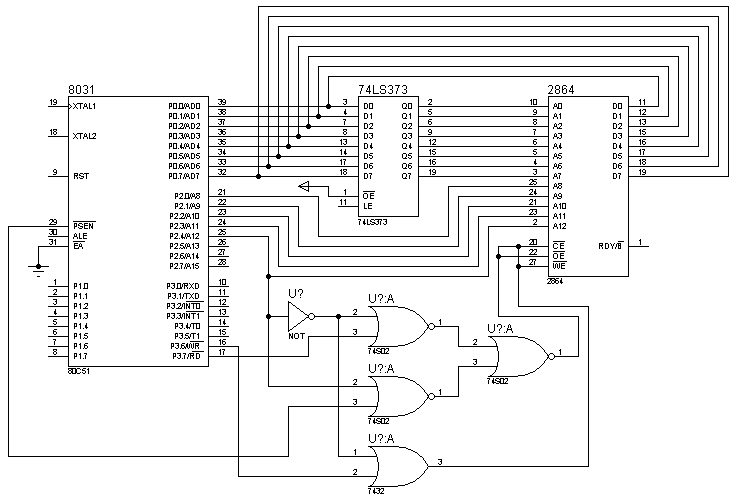 8031
19 XTAL1
18 XTAL2
9 RST
29 PSEN
30 ALE
31 EA
1 P1.0
2 P1.1
3 P1.2
4 P1.3
5 P1.4
6 P1.5
7 P1.6
8 P1.7
P0.0/AD0 39
P0.1/AD1 38
P0.2/AD2 37
P0.3/AD3 36
P0.4/AD4 35
P0.5/AD5 34
P0.6/AD6 33
P0.7/AD7 32
P2.0/A8 21
P2.1/A9 22
P2.2/A10 23
P2.3/A11 24
P2.4/A12 25
P2.5/A13 26
P2.6/A14 27
P2.7/A15 28
P3.0/RXD 10
P3.1/TXD 11
P3.2/INT0 12
P3.3/INT1 13
P3.4/T0 14
P3.5/T1 15
P3.6/WR 16
P3.7/RD 17
80C51
74LS373
3 D0 Q0 2
4 D1 Q1 5
7 D2 Q2 6
8 D3 Q3 9
13 D4 Q4 12
14 D5 Q5 15
17 D6 Q6 16
18 D7 Q7 19
1 OE
11 LE
74LS373
2864
10 A0 D0 11
9 A1 D1 12
8 A2 D2 13
7 A3 D3 15
6 A4 D4 16
5 A5 D5 17
4 A6 D6 18
3 A7 D7 19
25 A8
24 A9
21 A10
23 A11
2 A12
20 CE
22 OE
27 WE
RDY/B 1
2864
U?
NOT
U?:A
2
3
1
74S02
U?:A
2
3
1
74S02
U?:A
2
3
1
74S02
U?:A
1
2
3
7432